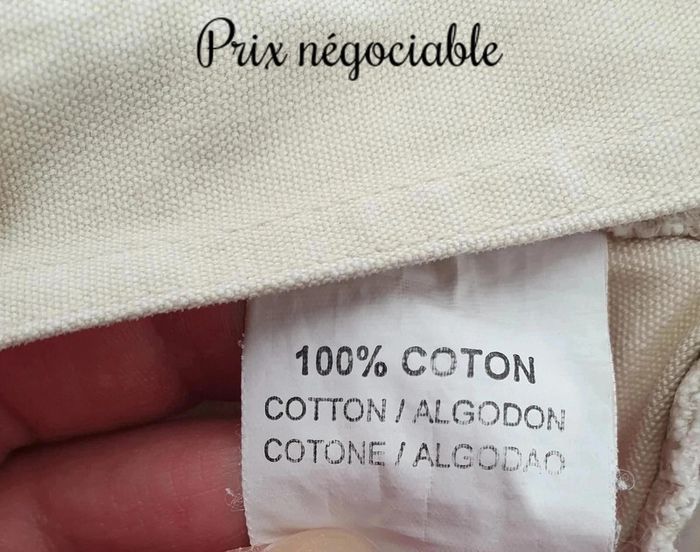 Prix négociable
100% COTON
COTTON / ALGODON
COTONE / ALGODAO